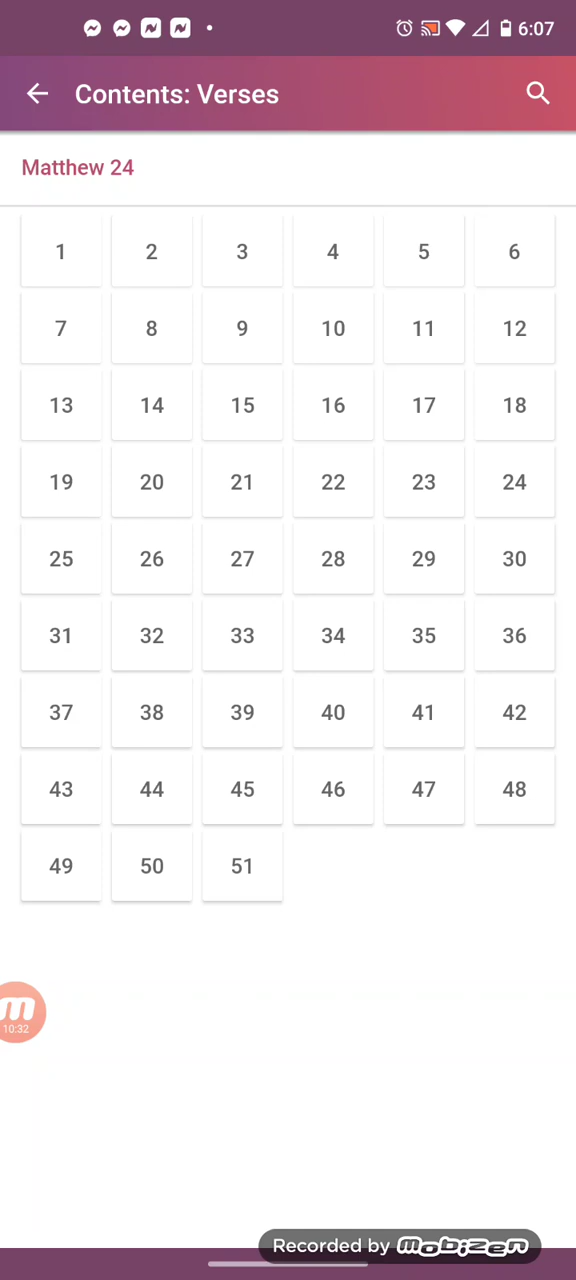 6:07
Contents: Verses
Matthew 24
1 2 3 4 5 6
7 8 9 10 11 12
13 14 15 16 17 18
19 20 21 22 23 24
25 26 27 28 29 30
31 32 33 34 35 36
37 38 39 40 41 42
43 44 45 46 47 48
49 50 51
m
10:32
Recorded by mobizen